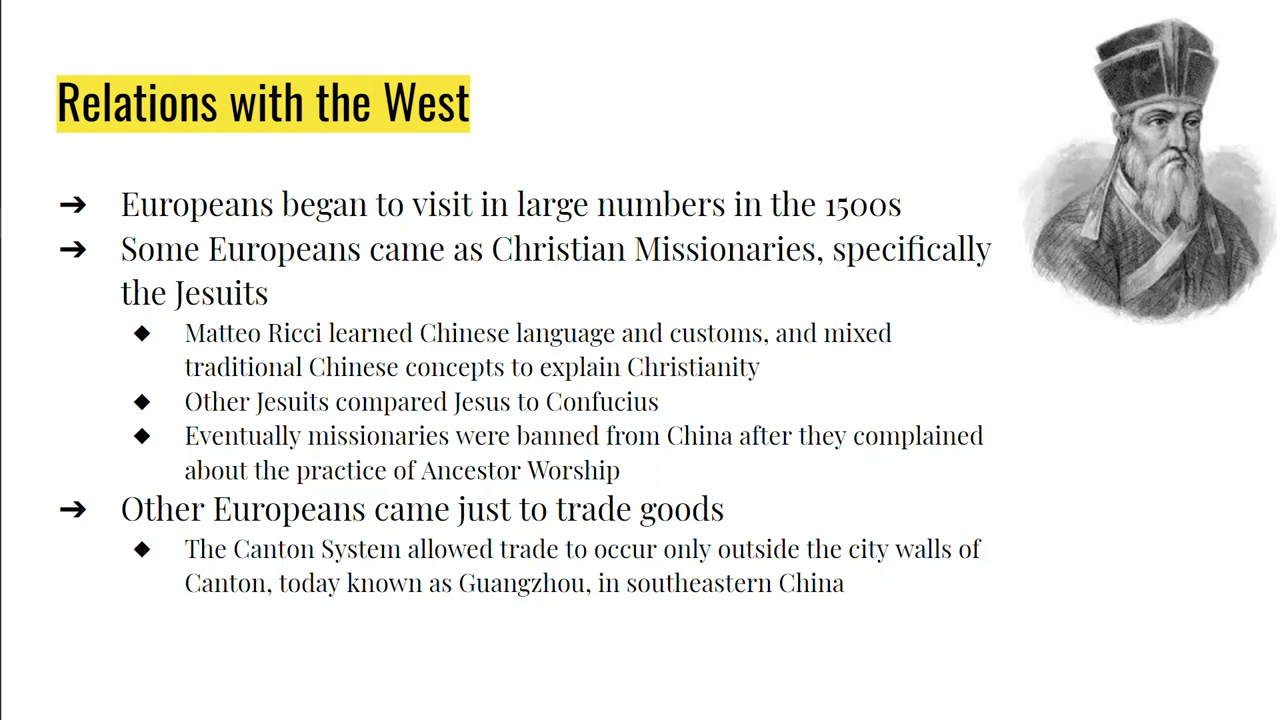 Relations with the West
➔ Europeans began to visit in large numbers in the 1500s
➔ Some Europeans came as Christian Missionaries, specifically
the Jesuits
◆ Matteo Ricci learned Chinese language and customs, and mixed
traditional Chinese concepts to explain Christianity
◆ Other Jesuits compared Jesus to Confucius
◆ Eventually missionaries were banned from China after they complained
about the practice of Ancestor Worship
➔ Other Europeans came just to trade goods
◆ The Canton System allowed trade to occur only outside the city walls of
Canton, today known as Guangzhou, in southeastern China